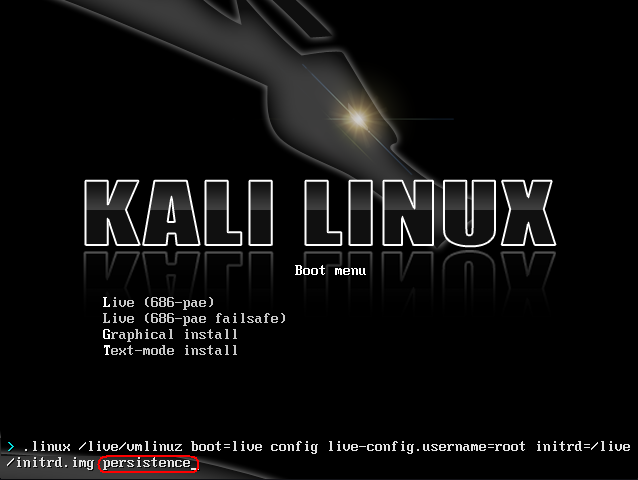 KALI LINUX
Boot menu
Live (686-pae)
Live (686-pae failsafe)
Graphical install
Text-mode install
> .linux /live/vmlinuz boot=live config live-config.username=root initrd=/live
/initrd.img persistence_